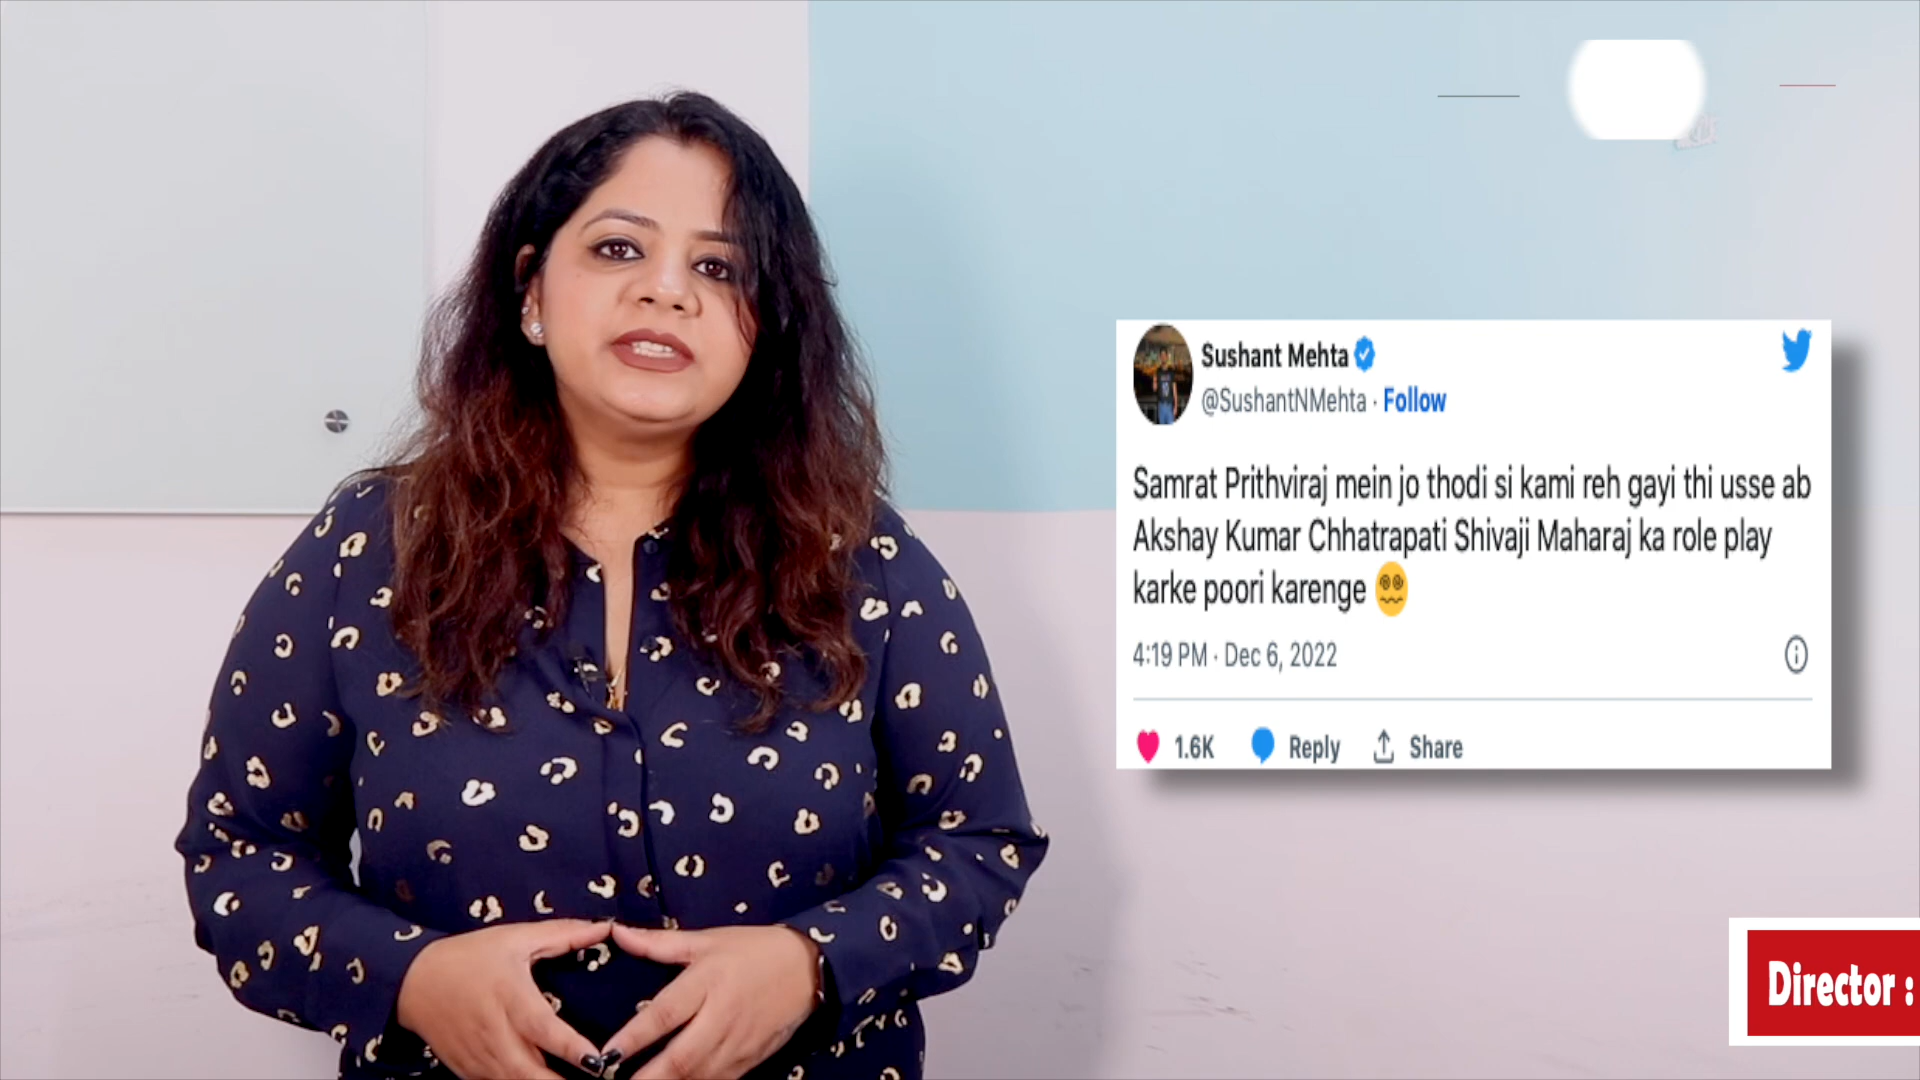 Sushant Mehta
@SushantNMehta · Follow
Samrat Prithviraj mein jo thodi si kami reh gayi thi usse ab
Akshay Kumar Chhatrapati Shivaji Maharaj ka role play
karke poori karenge 😵‍💫
4:19 PM · Dec 6, 2022
1.6K Reply Share
Director :